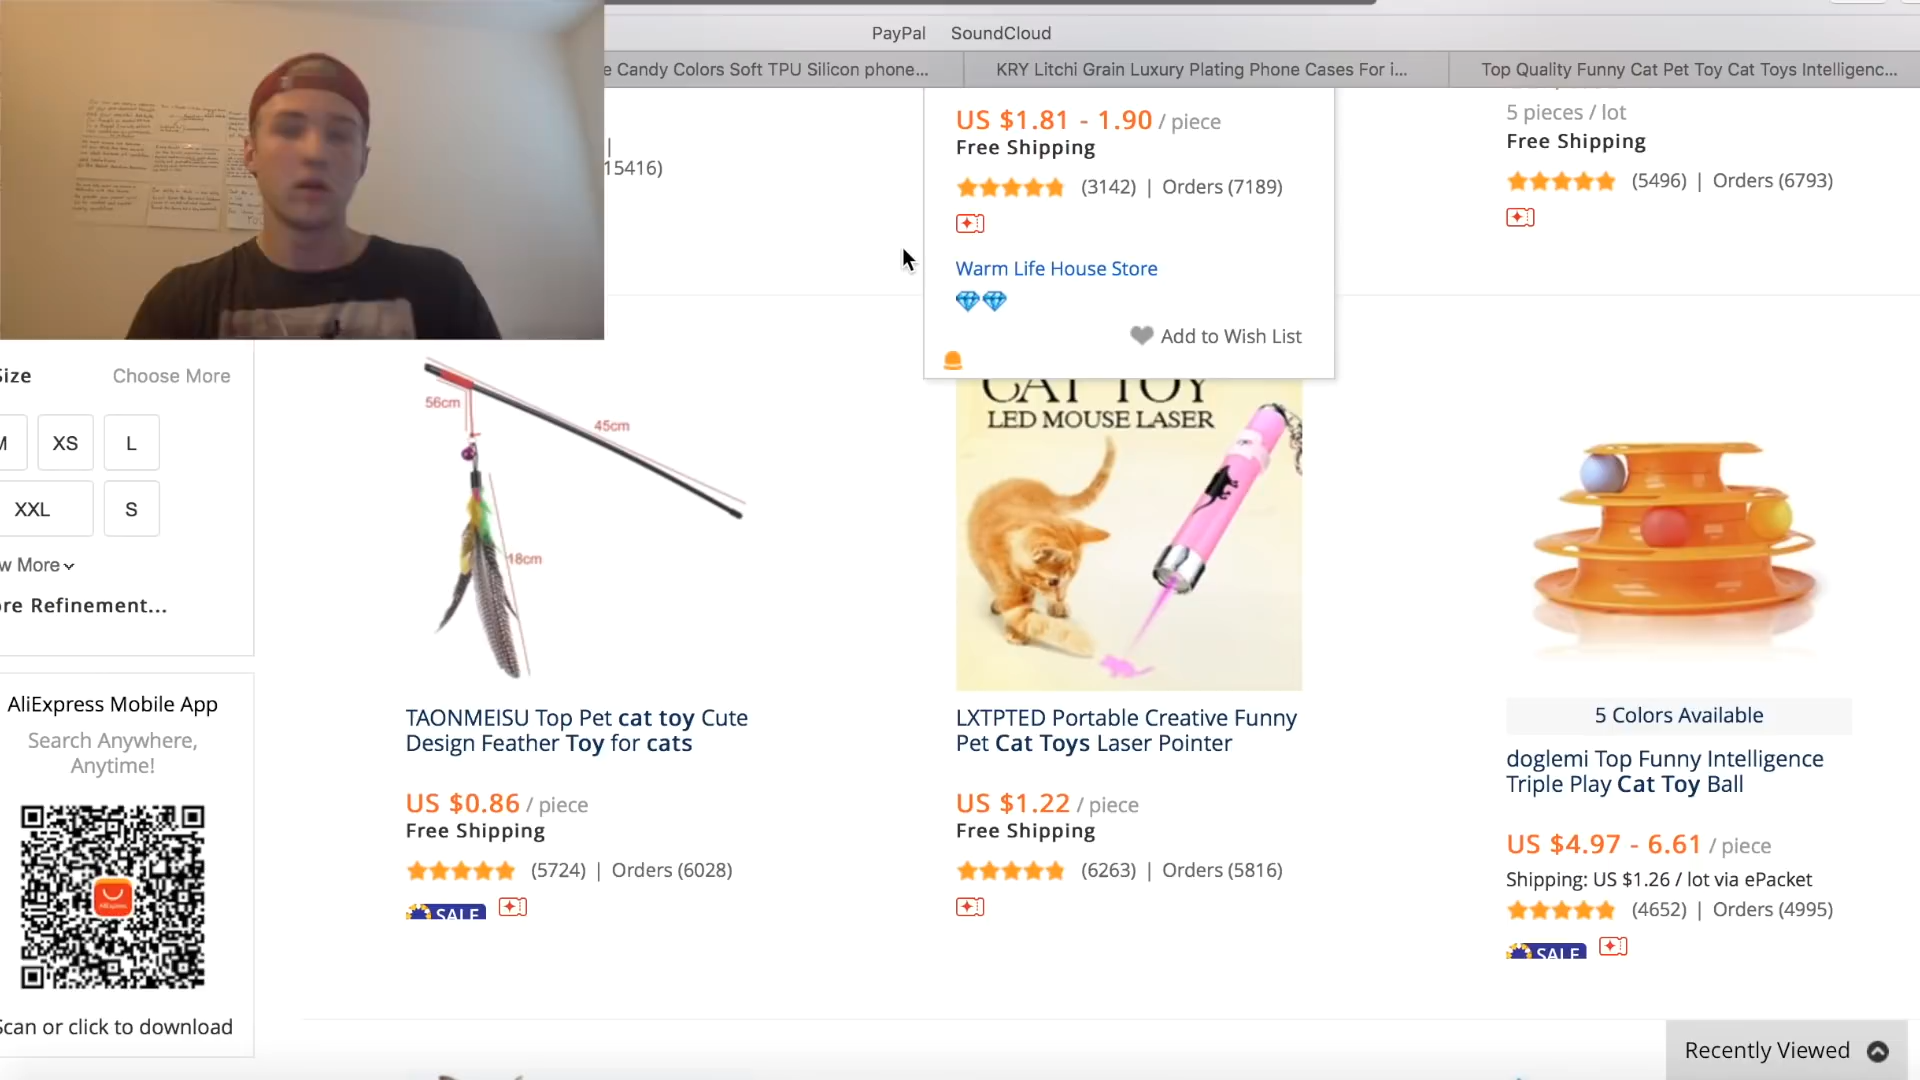 PayPal SoundCloud
e Candy Colors Soft TPU Silicon phone...
KRY Litchi Grain Luxury Plating Phone Cases For i...
Top Quality Funny Cat Pet Toy Cat Toys Intelligenc...
15416)
US $1.81 - 1.90 / piece
Free Shipping
(3142) | Orders (7189)
Warm Life House Store
Add to Wish List
5 pieces / lot
Free Shipping
(5496) | Orders (6793)
Size
Choose More
M
XS
L
XXL
S
w More
ore Refinement...
AliExpress Mobile App
Search Anywhere,
Anytime!
AliExpress
Scan or click to download
56cm
45cm
18cm
TAONMEISU Top Pet cat toy Cute
Design Feather Toy for cats
US $0.86 / piece
Free Shipping
(5724) | Orders (6028)
SALE
CAT TOY
LED MOUSE LASER
LXTPTED Portable Creative Funny
Pet Cat Toys Laser Pointer
US $1.22 / piece
Free Shipping
(6263) | Orders (5816)
5 Colors Available
doglemi Top Funny Intelligence
Triple Play Cat Toy Ball
US $4.97 - 6.61 / piece
Shipping: US $1.26 / lot via ePacket
(4652) | Orders (4995)
SALE
Recently Viewed